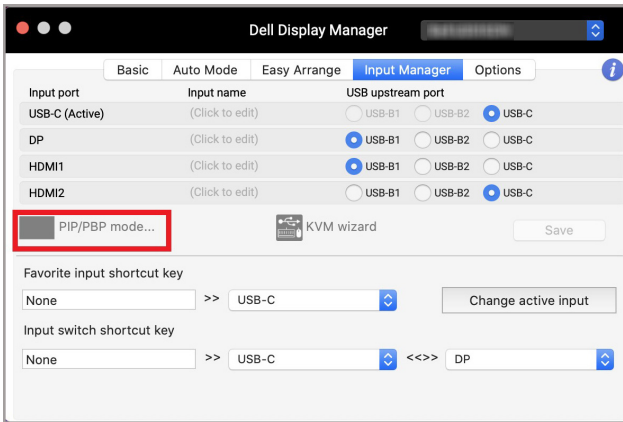 Dell Display Manager
Basic Auto Mode Easy Arrange Input Manager Options i
Input port Input name USB upstream port
USB-C (Active) (Click to edit) USB-B1 USB-B2 USB-C
DP (Click to edit) USB-B1 USB-B2 USB-C
HDMI1 (Click to edit) USB-B1 USB-B2 USB-C
HDMI2 (Click to edit) USB-B1 USB-B2 USB-C
PIP/PBP mode... KVM wizard Save
Favorite input shortcut key
None >> USB-C Change active input
Input switch shortcut key
None >> USB-C <<>> DP